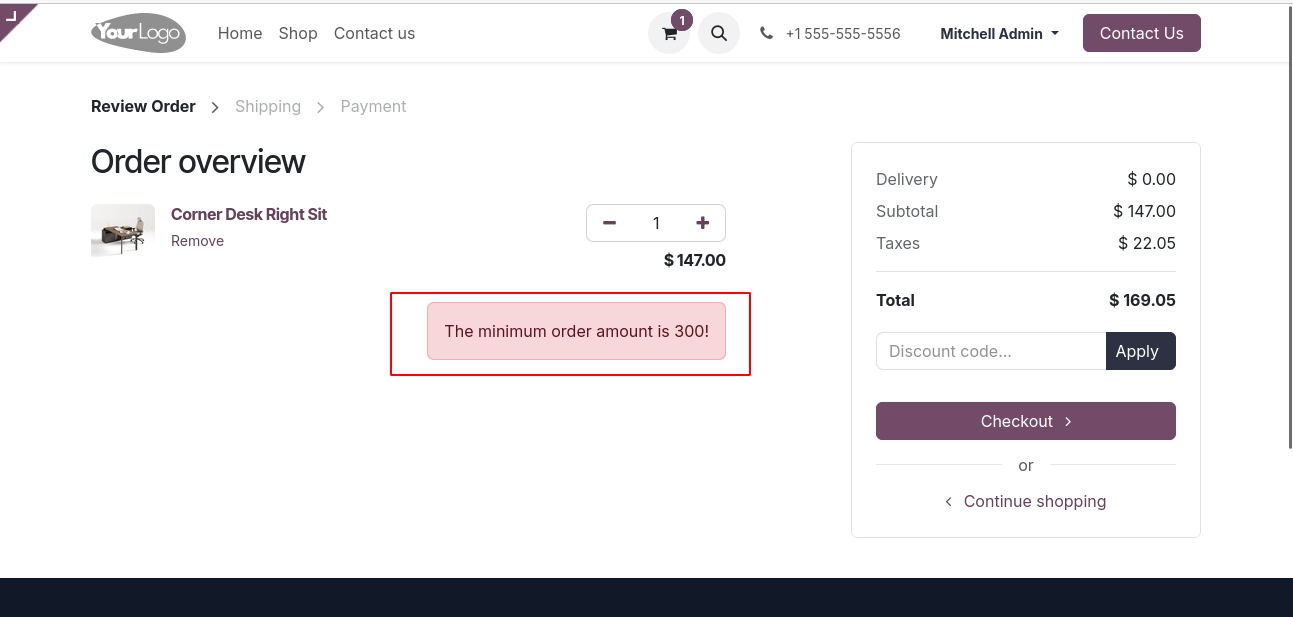 YourLogo
Home Shop Contact us
1
+1 555-555-5556
Mitchell Admin
Contact Us
Review Order > Shipping > Payment
Order overview
Corner Desk Right Sit
Remove
− 1 +
$ 147.00
The minimum order amount is 300!
Delivery $ 0.00
Subtotal $ 147.00
Taxes $ 22.05
Total $ 169.05
Discount code... Apply
Checkout >
or
< Continue shopping